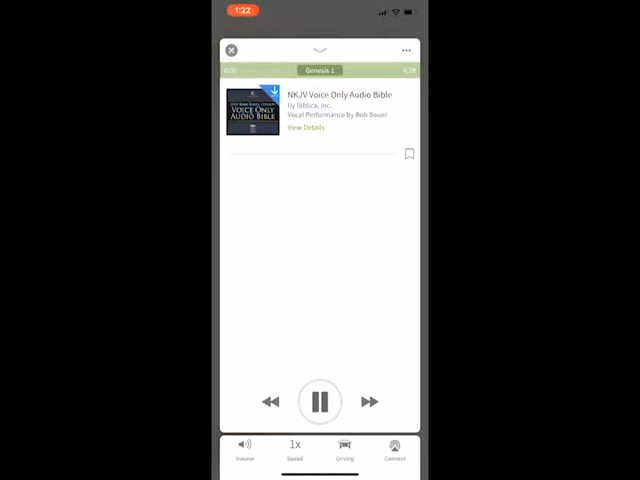 1:22
0:00 Genesis 1 4:28
VOICE ONLY
AUDIO BIBLE
NKJV Voice Only Audio Bible
By Biblica, Inc.
Vocal Performance by Bob Souer
View Details
1x
Volume Speed Driving Connect